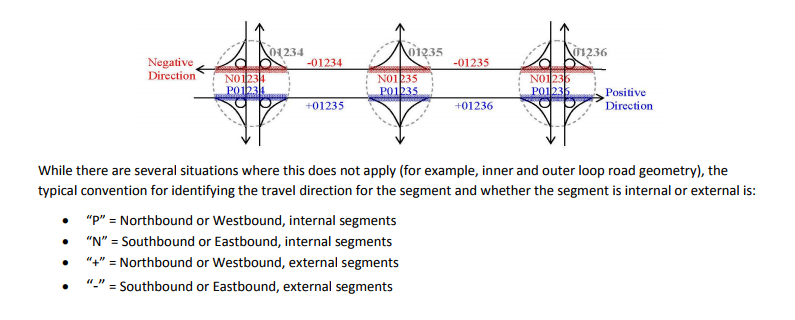 01234
01235
01236
Negative
Direction
-01234
-01235
N01234
P01234
N01235
P01235
N01236
P01236
Positive
Direction
+01235
+01236
While there are several situations where this does not apply (for example, inner and outer loop road geometry), the
typical convention for identifying the travel direction for the segment and whether the segment is internal or external is:
• “P” = Northbound or Westbound, internal segments
• “N” = Southbound or Eastbound, internal segments
• “+” = Northbound or Westbound, external segments
• “-” = Southbound or Eastbound, external segments